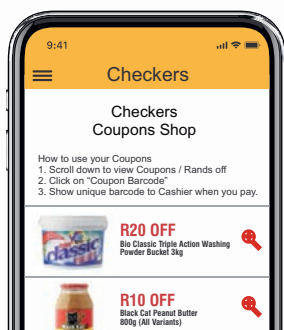 9:41
Checkers
Checkers
Coupons Shop
How to use your Coupons
1. Scroll down to view Coupons / Rands off
2. Click on “Coupon Barcode”
3. Show unique barcode to Cashier when you pay.
R20 OFF
Bio Classic Triple Action Washing
Powder Bucket 3kg
classic
R10 OFF
Black Cat Peanut Butter
800g (All Variants)